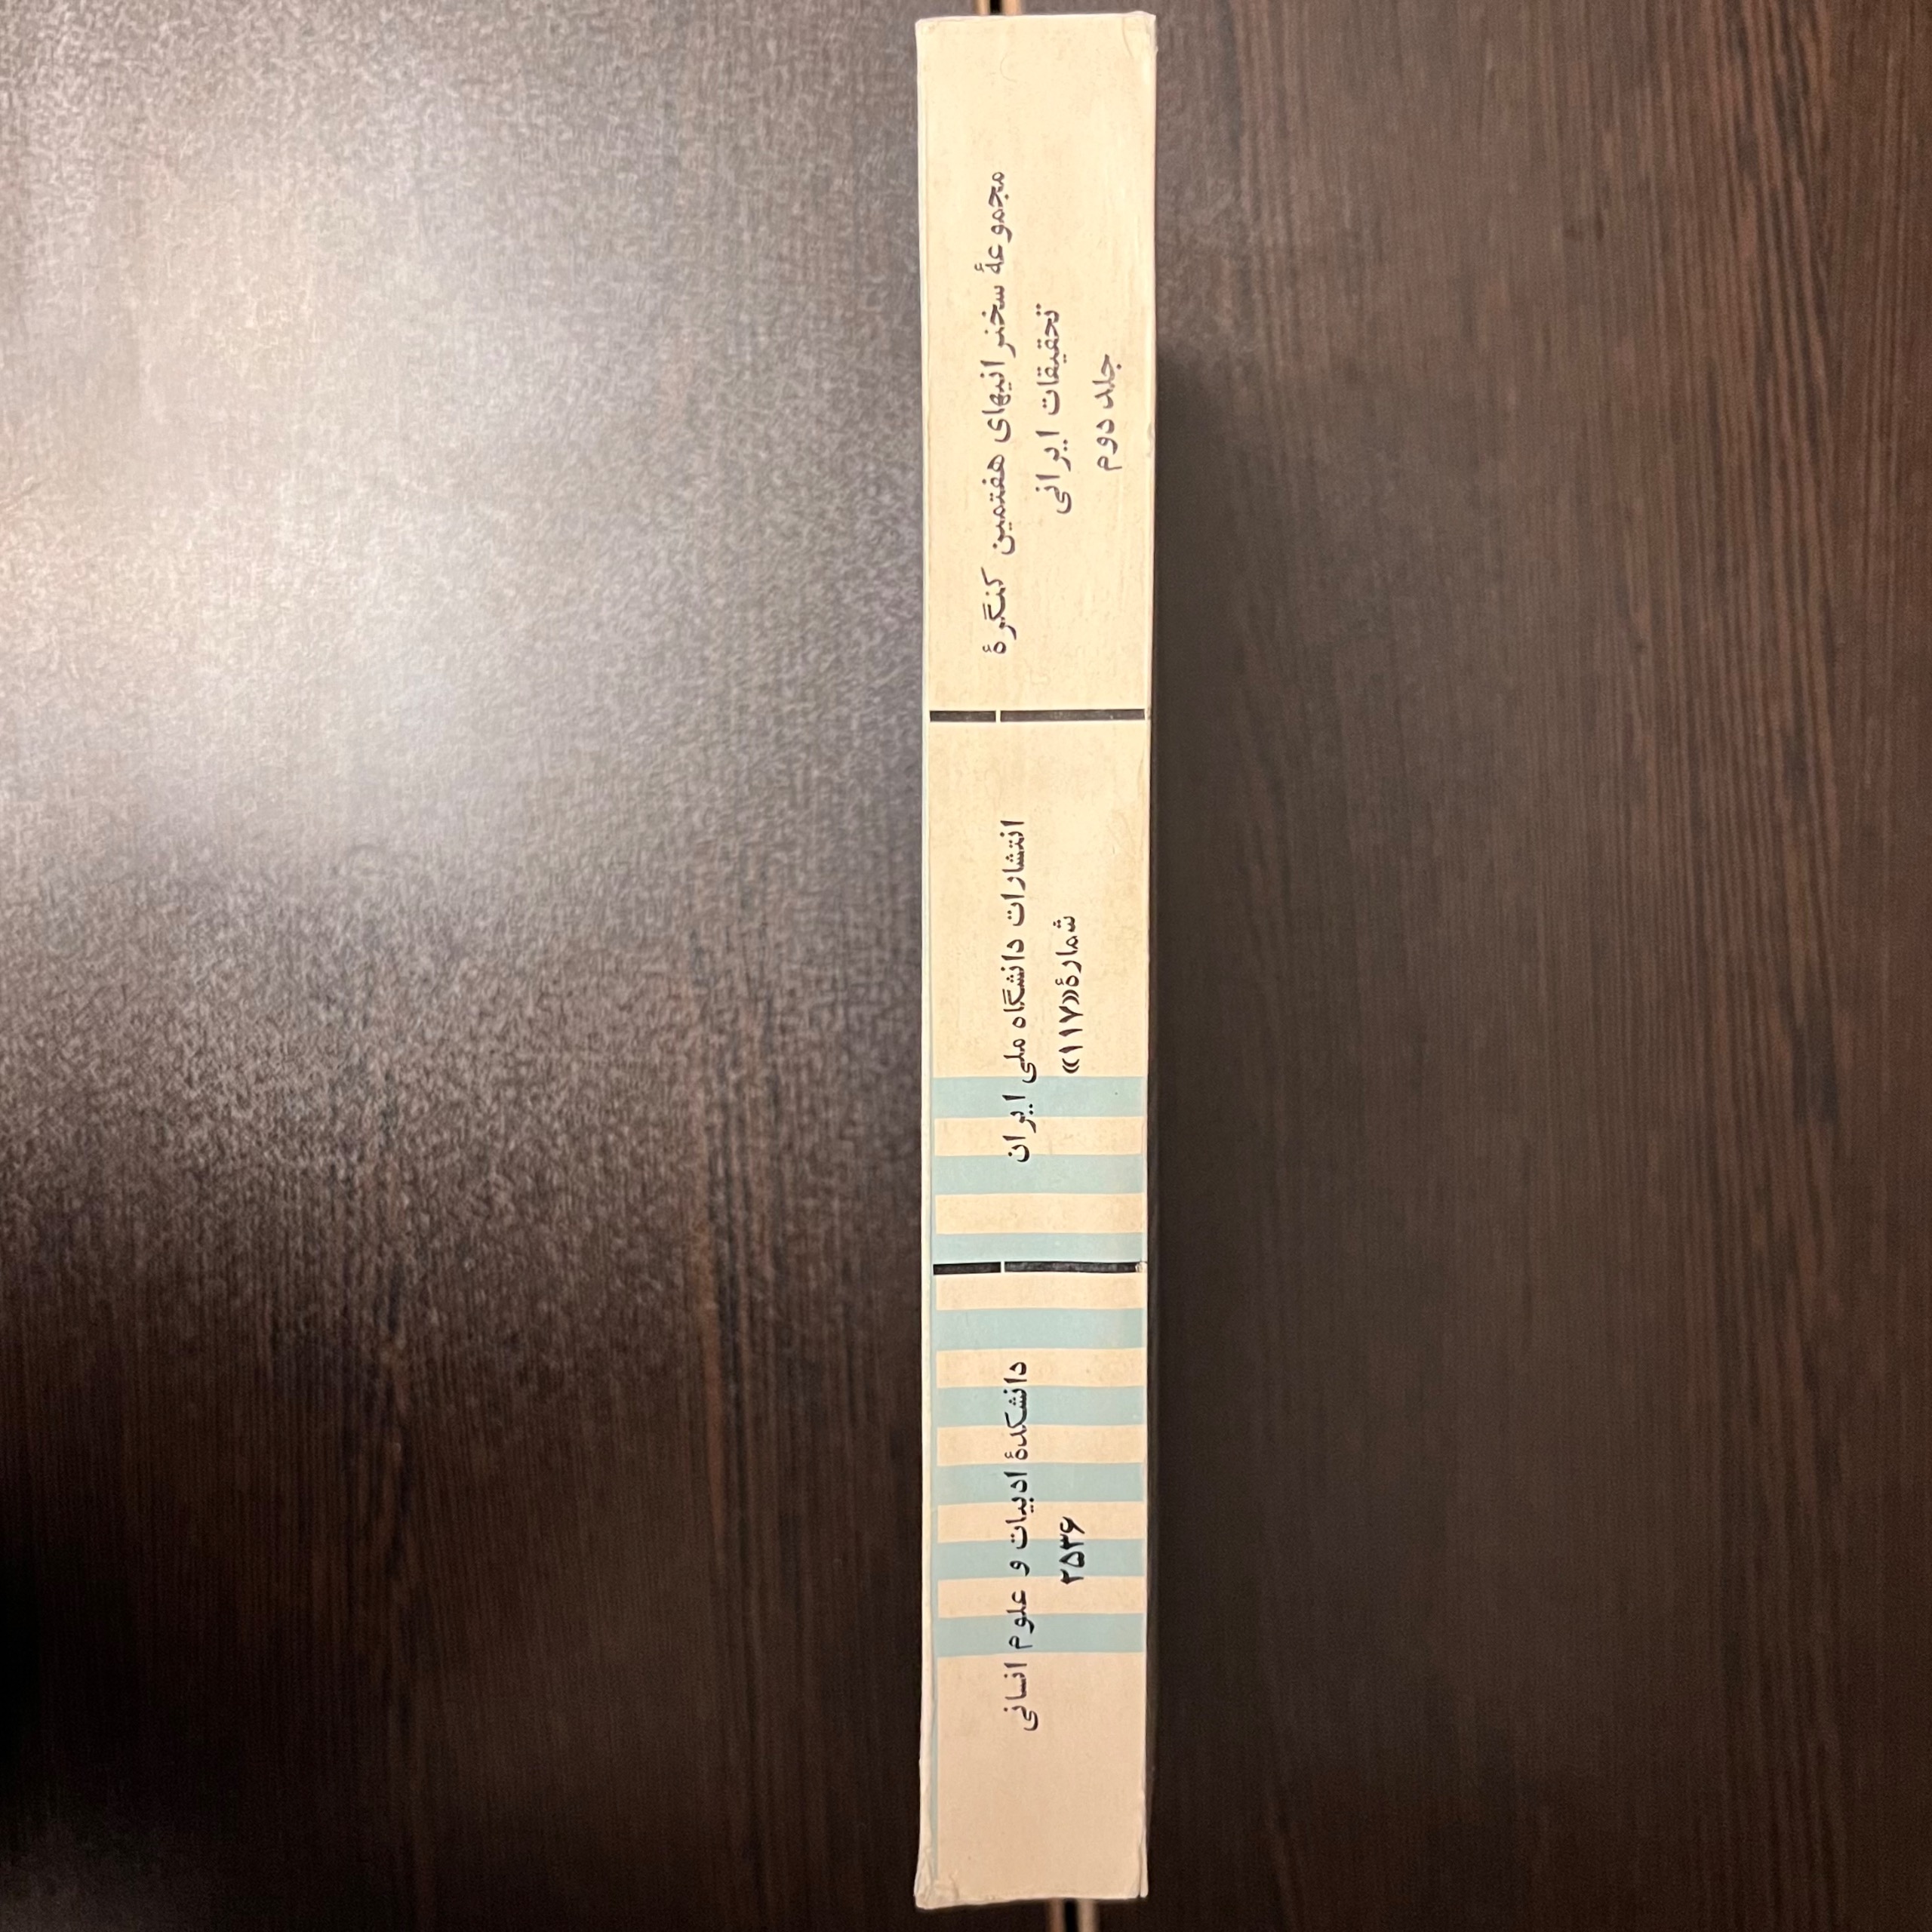 مجموعهٔ سخنرانیهای هفتمین کنگرهٔ
تحقیقات ایرانی
جلد دوم
انتشارات دانشگاه ملی ایران
شمارهٔ«۱۱۷»
دانشکدهٔ ادبیات و علوم انسانی
۲۵۳۶